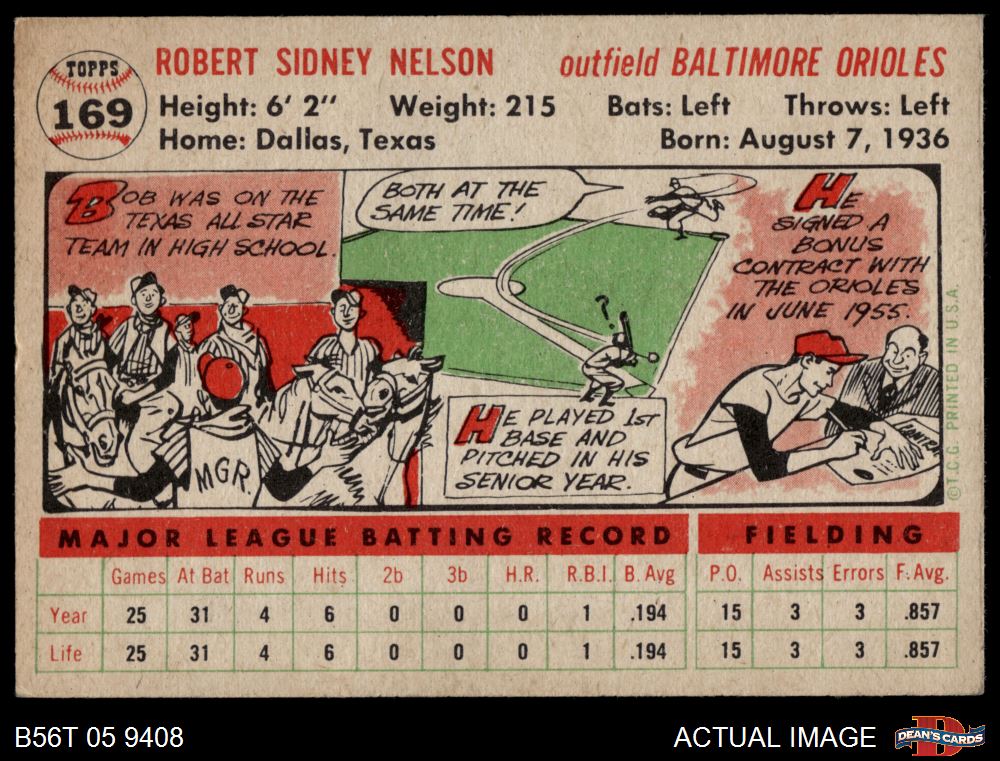 TOPPS
169
ROBERT SIDNEY NELSON
outfield BALTIMORE ORIOLES
Height: 6' 2" Weight: 215 Bats: Left Throws: Left
Home: Dallas, Texas Born: August 7, 1936
BOB WAS ON THE
TEXAS ALL STAR
TEAM IN HIGH SCHOOL.
MGR.
BOTH AT THE
SAME TIME!
?
HE PLAYED 1ST
BASE AND
PITCHED IN HIS
SENIOR YEAR.
HE
SIGNED A
BONUS
CONTRACT WITH
THE ORIOLES
IN JUNE 1955.
©T.C.G. PRINTED IN U.S.A.
MAJOR LEAGUE BATTING RECORD FIELDING
Games At Bat Runs Hits 2b 3b H.R. R.B.I. B. Avg P.O. Assists Errors F. Avg.
Year 25 31 4 6 0 0 0 1 .194 15 3 3 .857
Life 25 31 4 6 0 0 0 1 .194 15 3 3 .857
B56T 05 9408
ACTUAL IMAGE
DEAN'S CARDS